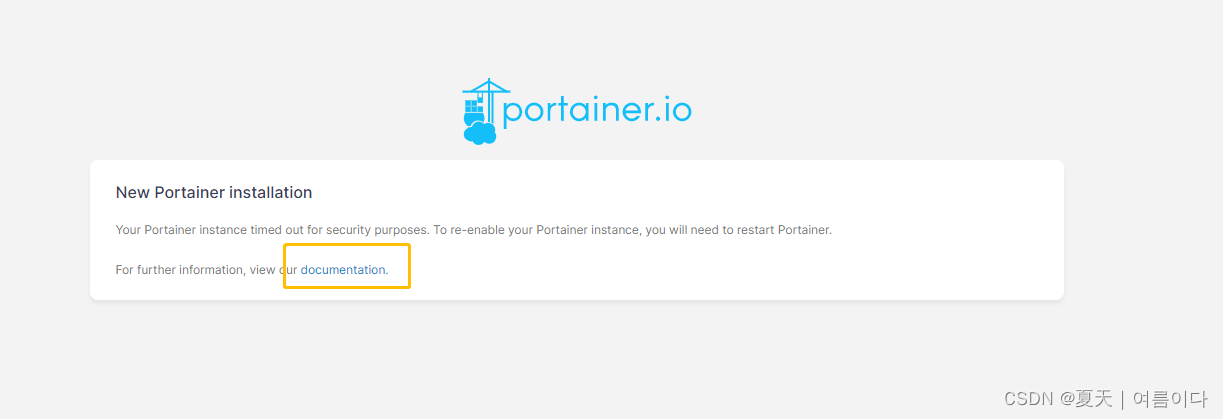 portainer.io
New Portainer installation
Your Portainer instance timed out for security purposes. To re-enable your Portainer instance, you will need to restart Portainer.
For further information, view our documentation.
CSDN @夏天 | 여름이다